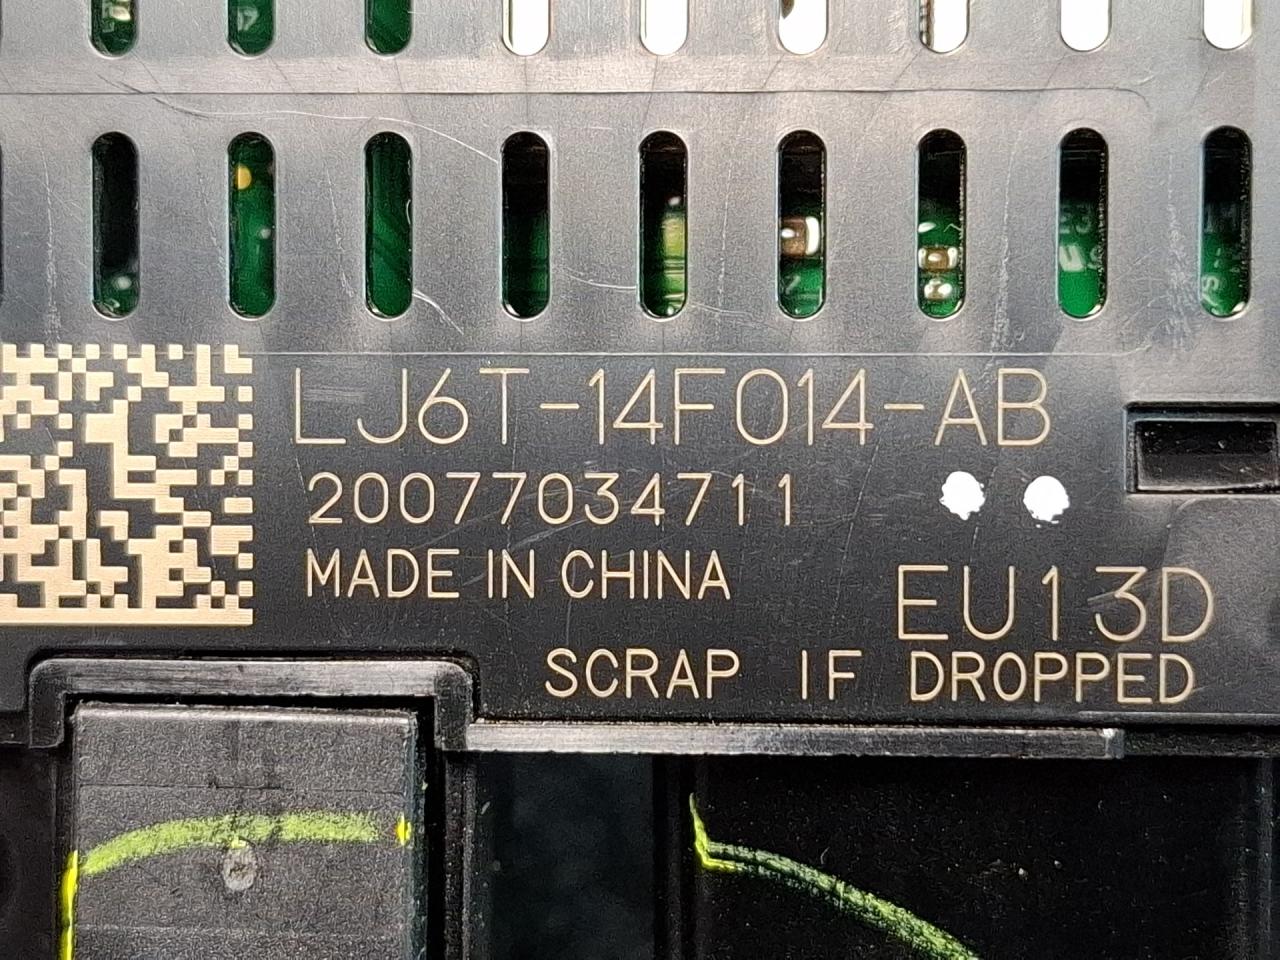 LJ6T-14F014-AB
20077034711
MADE IN CHINA
EU13D
SCRAP IF DROPPED